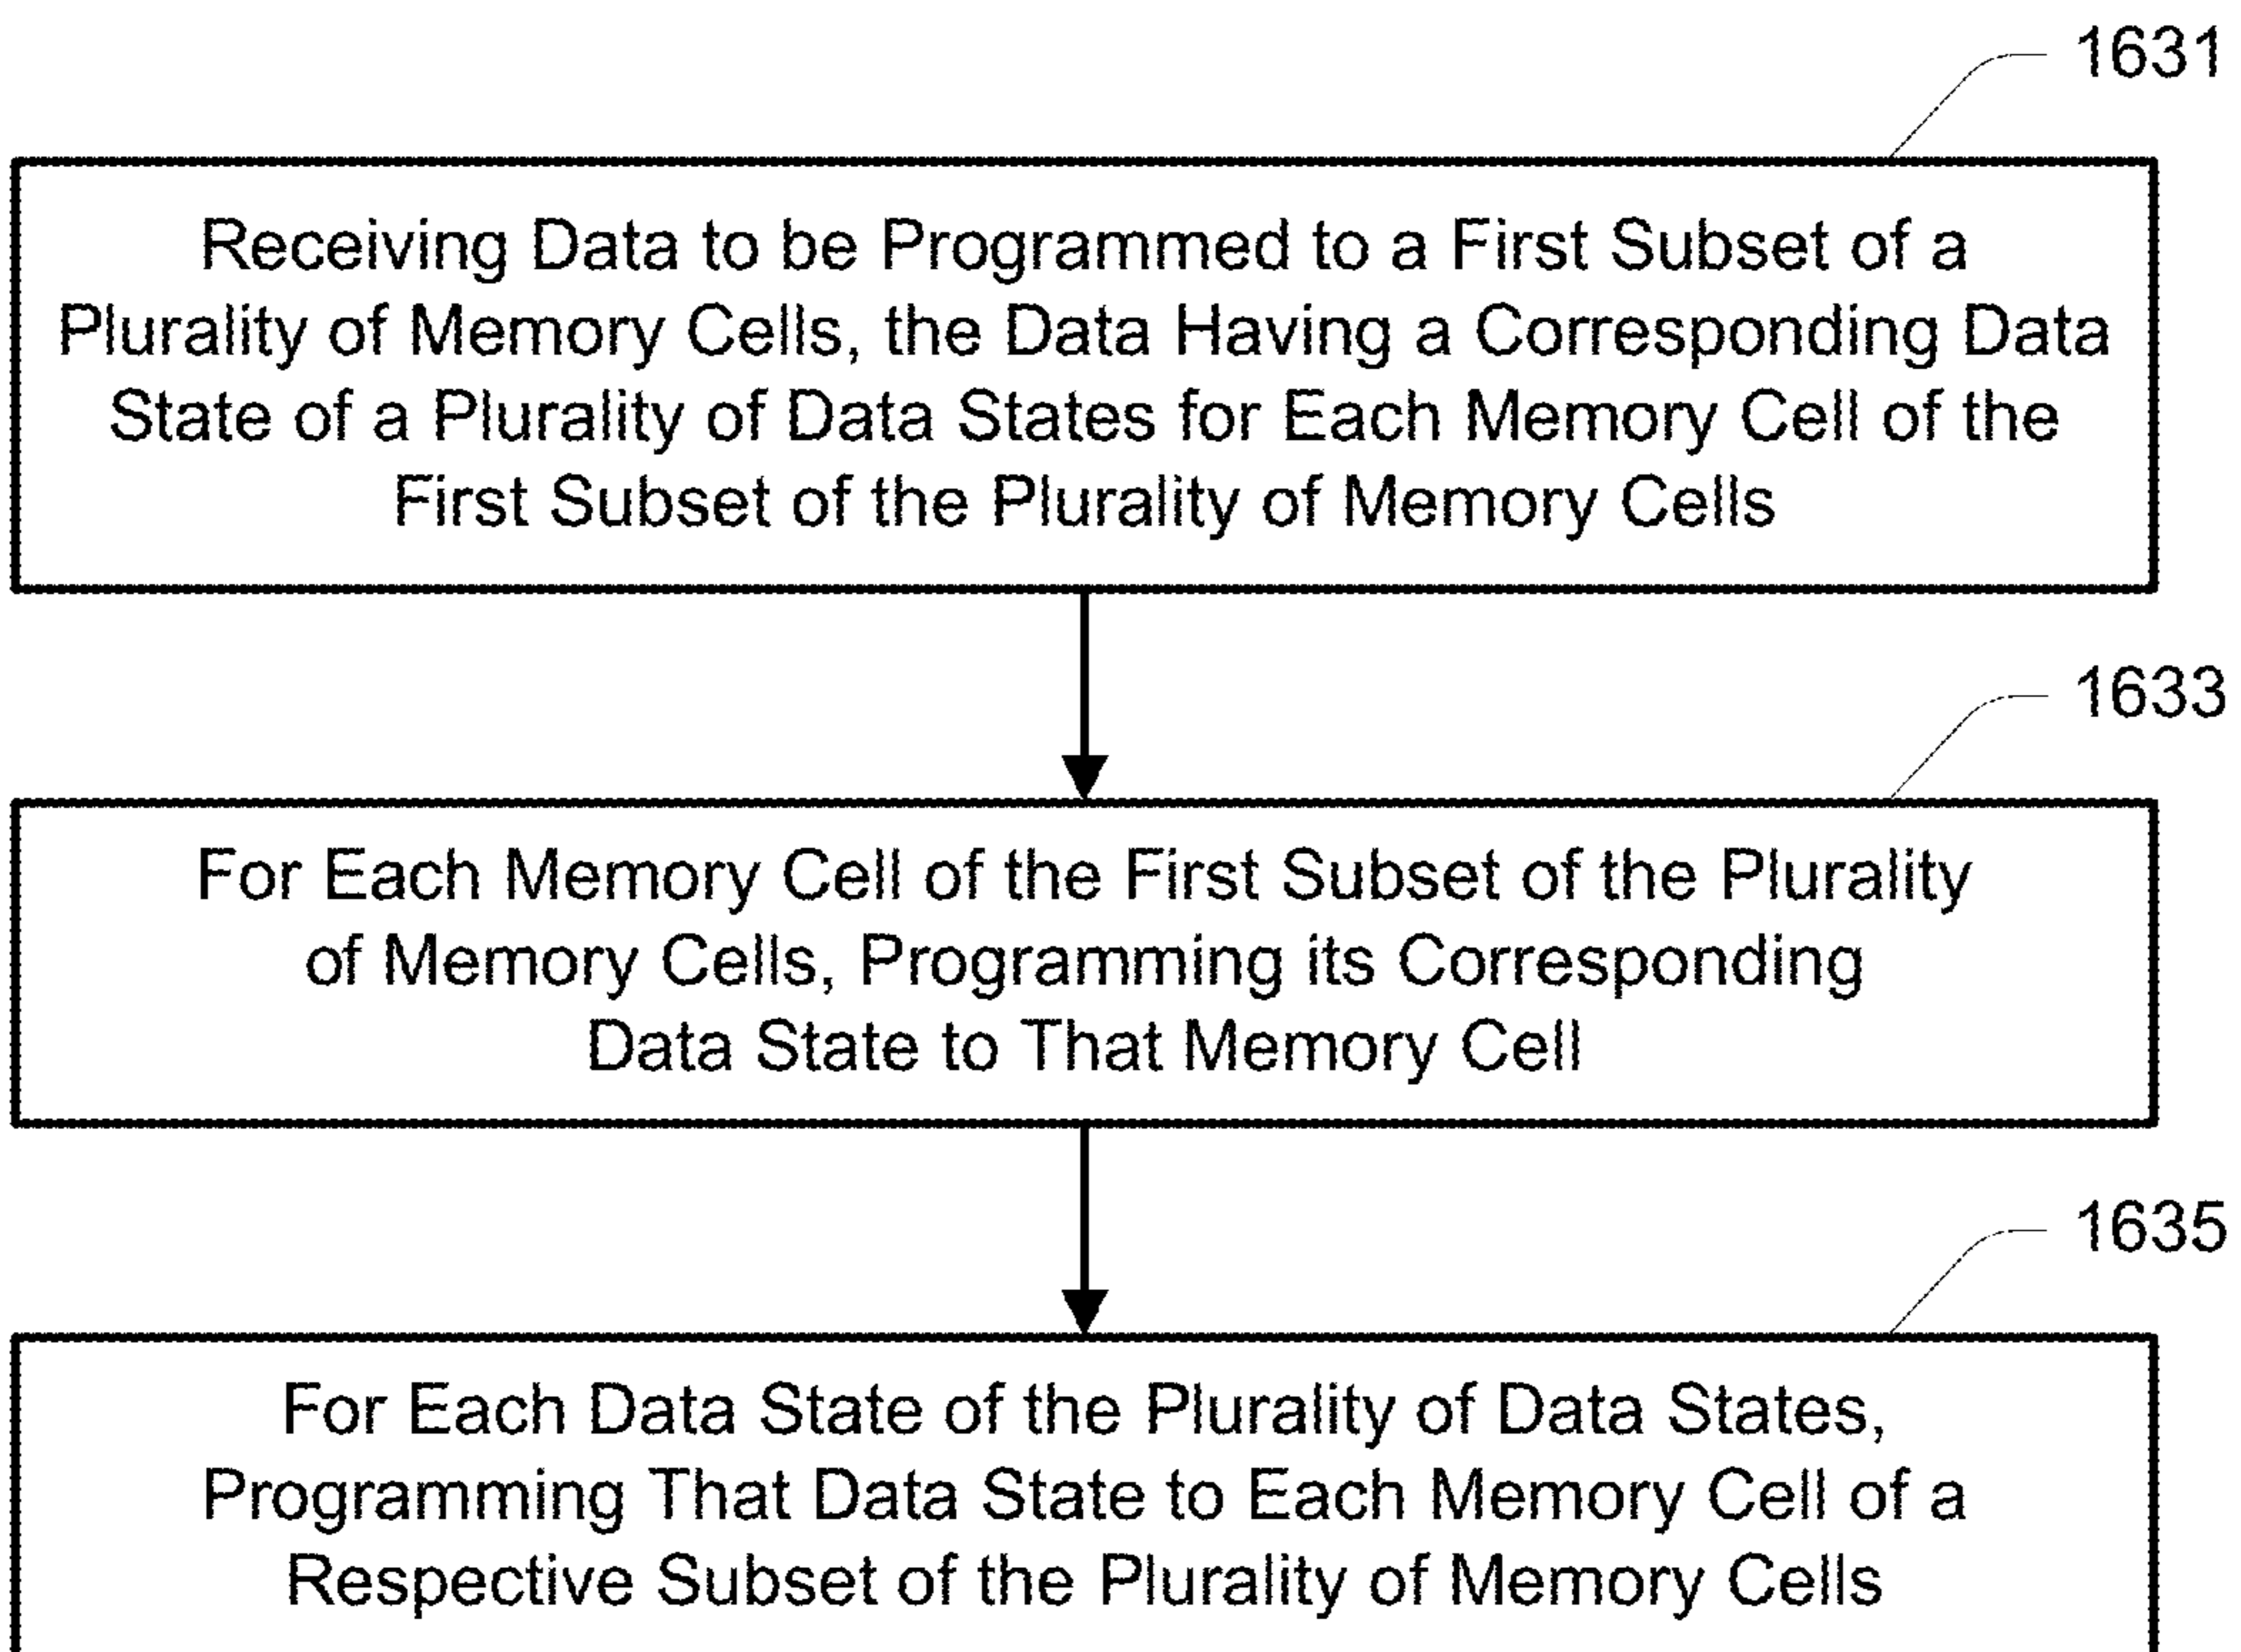 1631
Receiving Data to be Programmed to a First Subset of a
Plurality of Memory Cells, the Data Having a Corresponding Data
State of a Plurality of Data States for Each Memory Cell of the
First Subset of the Plurality of Memory Cells
1633
For Each Memory Cell of the First Subset of the Plurality
of Memory Cells, Programming its Corresponding
Data State to That Memory Cell
1635
For Each Data State of the Plurality of Data States,
Programming That Data State to Each Memory Cell of a
Respective Subset of the Plurality of Memory Cells